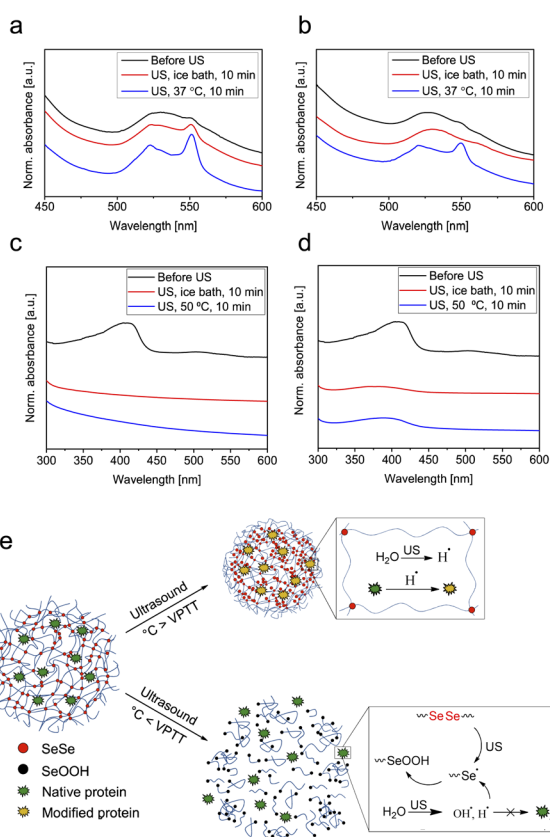 a
Norm. absorbance [a.u.]
Before US
US, ice bath, 10 min
US, 37 °C, 10 min
450 500 550 600
Wavelength [nm]
b
Norm. absorbance [a.u.]
Before US
US, ice bath, 10 min
US, 37 °C, 10 min
450 500 550 600
Wavelength [nm]
c
Norm. abosrbance [a.u.]
Before US
US, ice bath, 10 min
US, 50 ºC, 10 min
300 350 400 450 500 550 600
Wavelength [nm]
d
Norm. absorbance [a.u.]
Before US
US, ice bath, 10 min
US, 50 ºC, 10 min
300 350 400 450 500 550 600
Wavelength [nm]
e
Ultrasound
°C > VPTT
H₂O US H•
H•
Ultrasound
°C < VPTT
SeSe
SeOOH
Native protein
Modified protein
SeSe
US
SeOOH
Se•
H₂O US OH•, H•